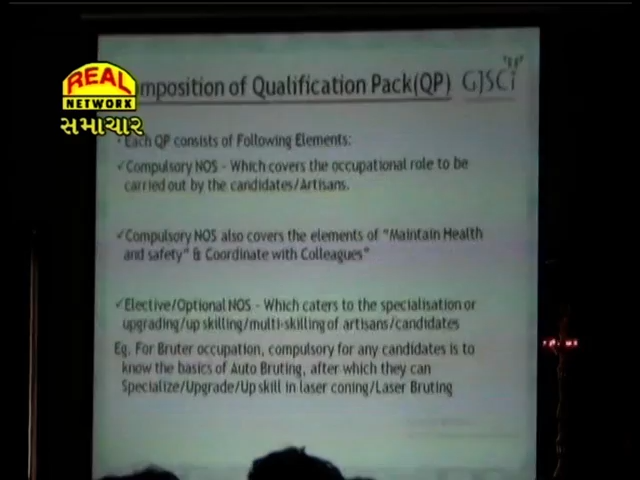 REAL
NETWORK
સમાચાર
mposition of Qualification Pack(QP)
GJSCi
• Each QP consists of Following Elements:
✓Compulsory NOS - Which covers the occupational role to be
carried out by the candidates/Artisans.
✓Compulsory NOS also covers the elements of "Maintain Health
and safety" & Coordinate with Colleagues"
✓Elective/Optional NOS - Which caters to the specialisation or
upgrading/up skilling/multi-skilling of artisans/candidates
Eg. For Bruter occupation, compulsory for any candidates is to
know the basics of Auto Bruting, after which they can
Specialize/Upgrade/Up skill in laser coning/Laser Bruting